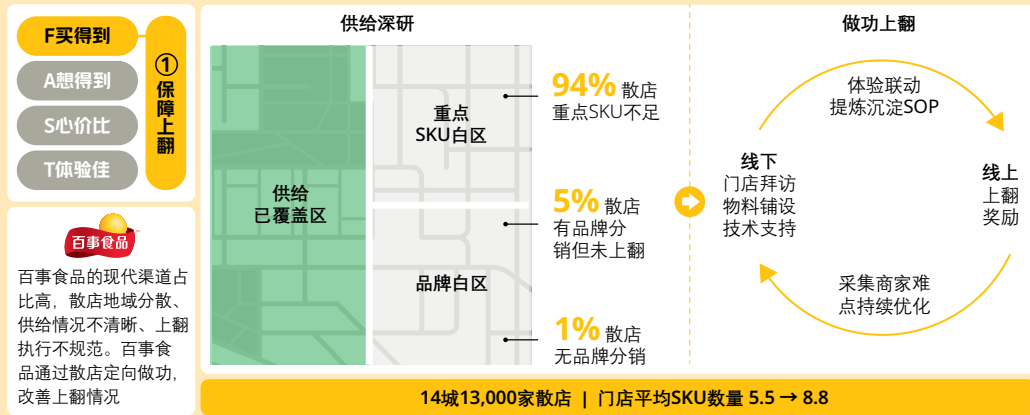 F买得到
A想得到
S心价比
T体验佳
①保障上翻
百事食品
百事食品的现代渠道占
比高，散店地域分散、
供给情况不清晰、上翻
执行不规范。百事食
品通过散店定向做功，
改善上翻情况
供给深研
供给
已覆盖区
重点
SKU白区
品牌白区
94% 散店
重点SKU不足
5% 散店
有品牌分
销但未上翻
1% 散店
无品牌分销
做功上翻
体验联动
提炼沉淀SOP
线下
门店拜访
物料铺设
技术支持
线上
上翻
奖励
采集商家难
点持续优化
14城13,000家散店 | 门店平均SKU数量 5.5 → 8.8